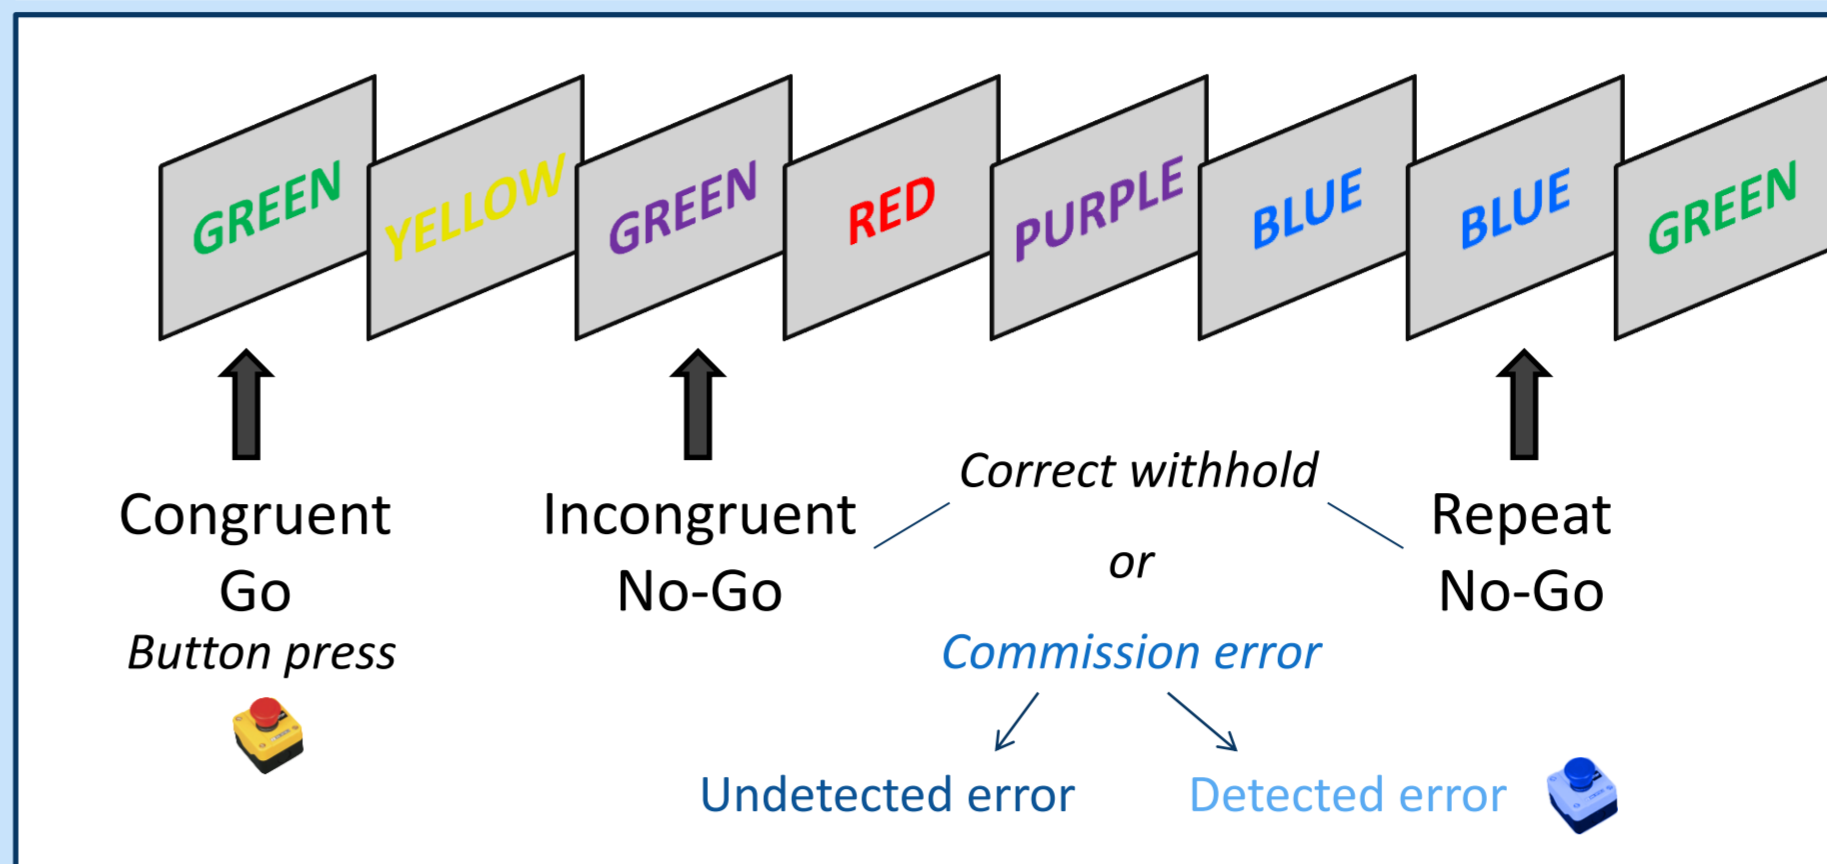 GREEN
YELLOW
GREEN
RED
PURPLE
BLUE
BLUE
GREEN
Congruent
Go
Button press
Incongruent
No-Go
Correct withhold
or
Commission error
Repeat
No-Go
Undetected error
Detected error